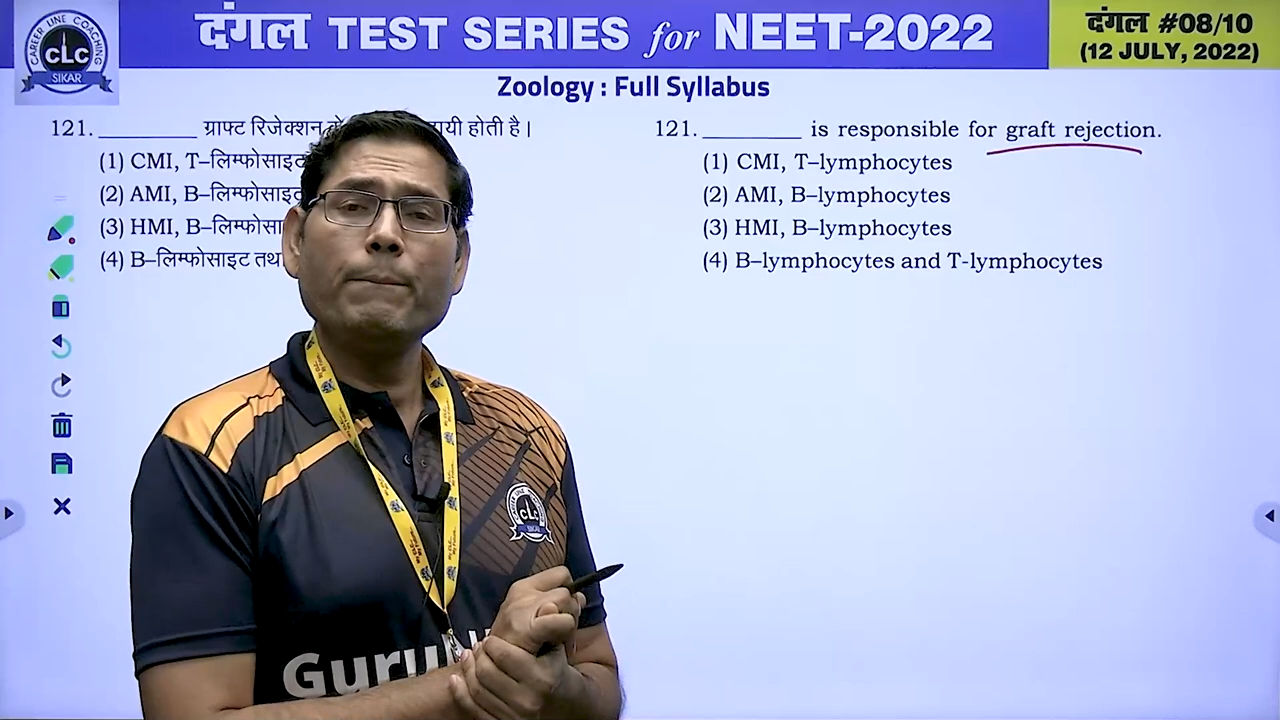 CAREER LINE COACHING
CLC
SIKAR
दंगल TEST SERIES for NEET-2022
दंगल #08/10
(12 JULY, 2022)
Zoology : Full Syllabus
121. ________ ग्राफ्ट रिजेक्शन होती है।
(1) CMI, T–लिम्फोसाइट
(2) AMI, B–लिम्फोसाइट
(3) HMI, B–लिम्फोसा
(4) B–लिम्फोसाइट तथा
121. ________ is responsible for graft rejection.
(1) CMI, T–lymphocytes
(2) AMI, B–lymphocytes
(3) HMI, B–lymphocytes
(4) B–lymphocytes and T-lymphocytes
CLC
SIKAR